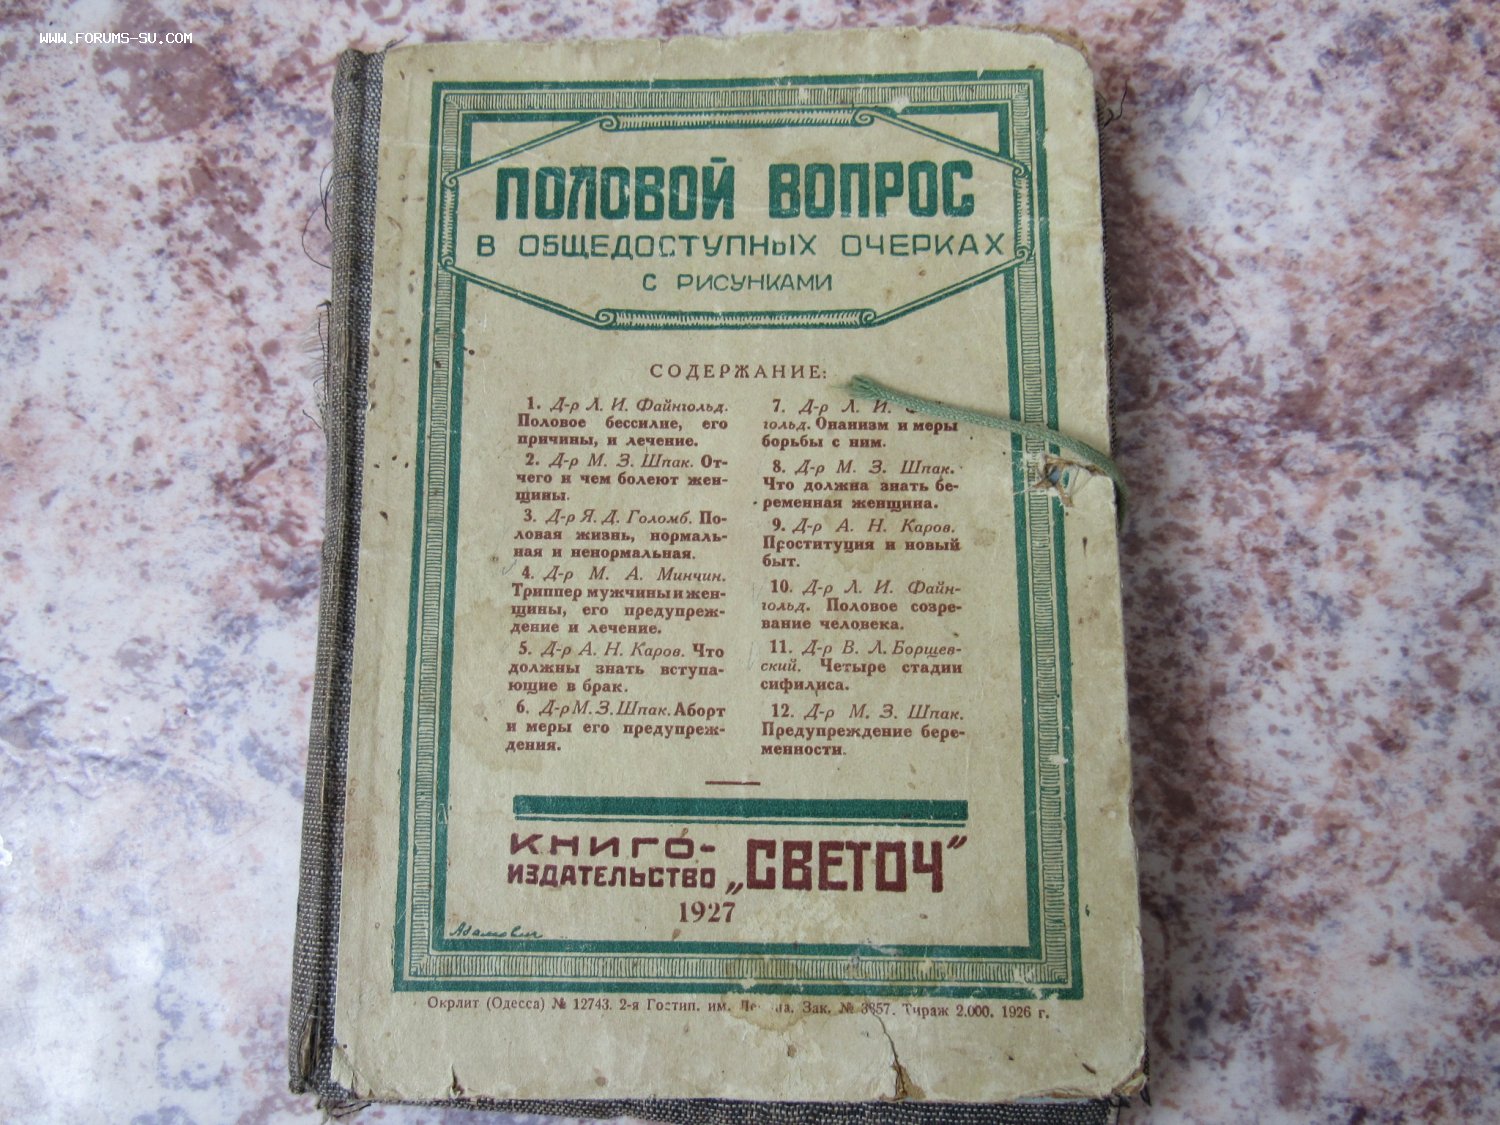 WWW.FORUMS-SU.COM
ПОЛОВОЙ ВОПРОС
В ОБЩЕДОСТУПНЫХ ОЧЕРКАХ
С РИСУНКАМИ
СОДЕРЖАНИЕ:
1. Д-р Л. И. Файнгольд.
Половое бессилие, его
причины, и лечение.
2. Д-р М. З. Шпак. От-
чего и чем болеют жен-
щины.
3. Д-р Я. Д. Голомб. По-
ловая жизнь, нормаль-
ная и ненормальная.
4. Д-р М. А. Минчин.
Триппер мужчины и жен-
щины, его предупреж-
дение и лечение.
5. Д-р А. Н. Каров. Что
должны знать вступа-
ющие в брак.
6. Д-р М. З. Шпак. Аборт
и меры его предупреж-
дения.
7. Д-р Л. И.
гольд. Онанизм и меры
борьбы с ним.
8. Д-р М. З. Шпак.
Что должна знать бе-
ременная женщина.
9. Д-р А. Н. Каров.
Проституция и новый
быт.
10. Д-р Л. И. Файн-
гольд. Половое созре-
вание человека.
11. Д-р В. Л. Борщев-
ский. Четыре стадии
сифилиса.
12. Д-р М. З. Шпак.
Предупреждение бере-
менности.
КНИГО-
ИЗДАТЕЛЬСТВО „СВЕТОЧ"
1927
Адамович
Окрлит (Одесса) № 12743. 2-я Гостип. им. Зак. № 3857. Тираж 2.000. 1926 г.